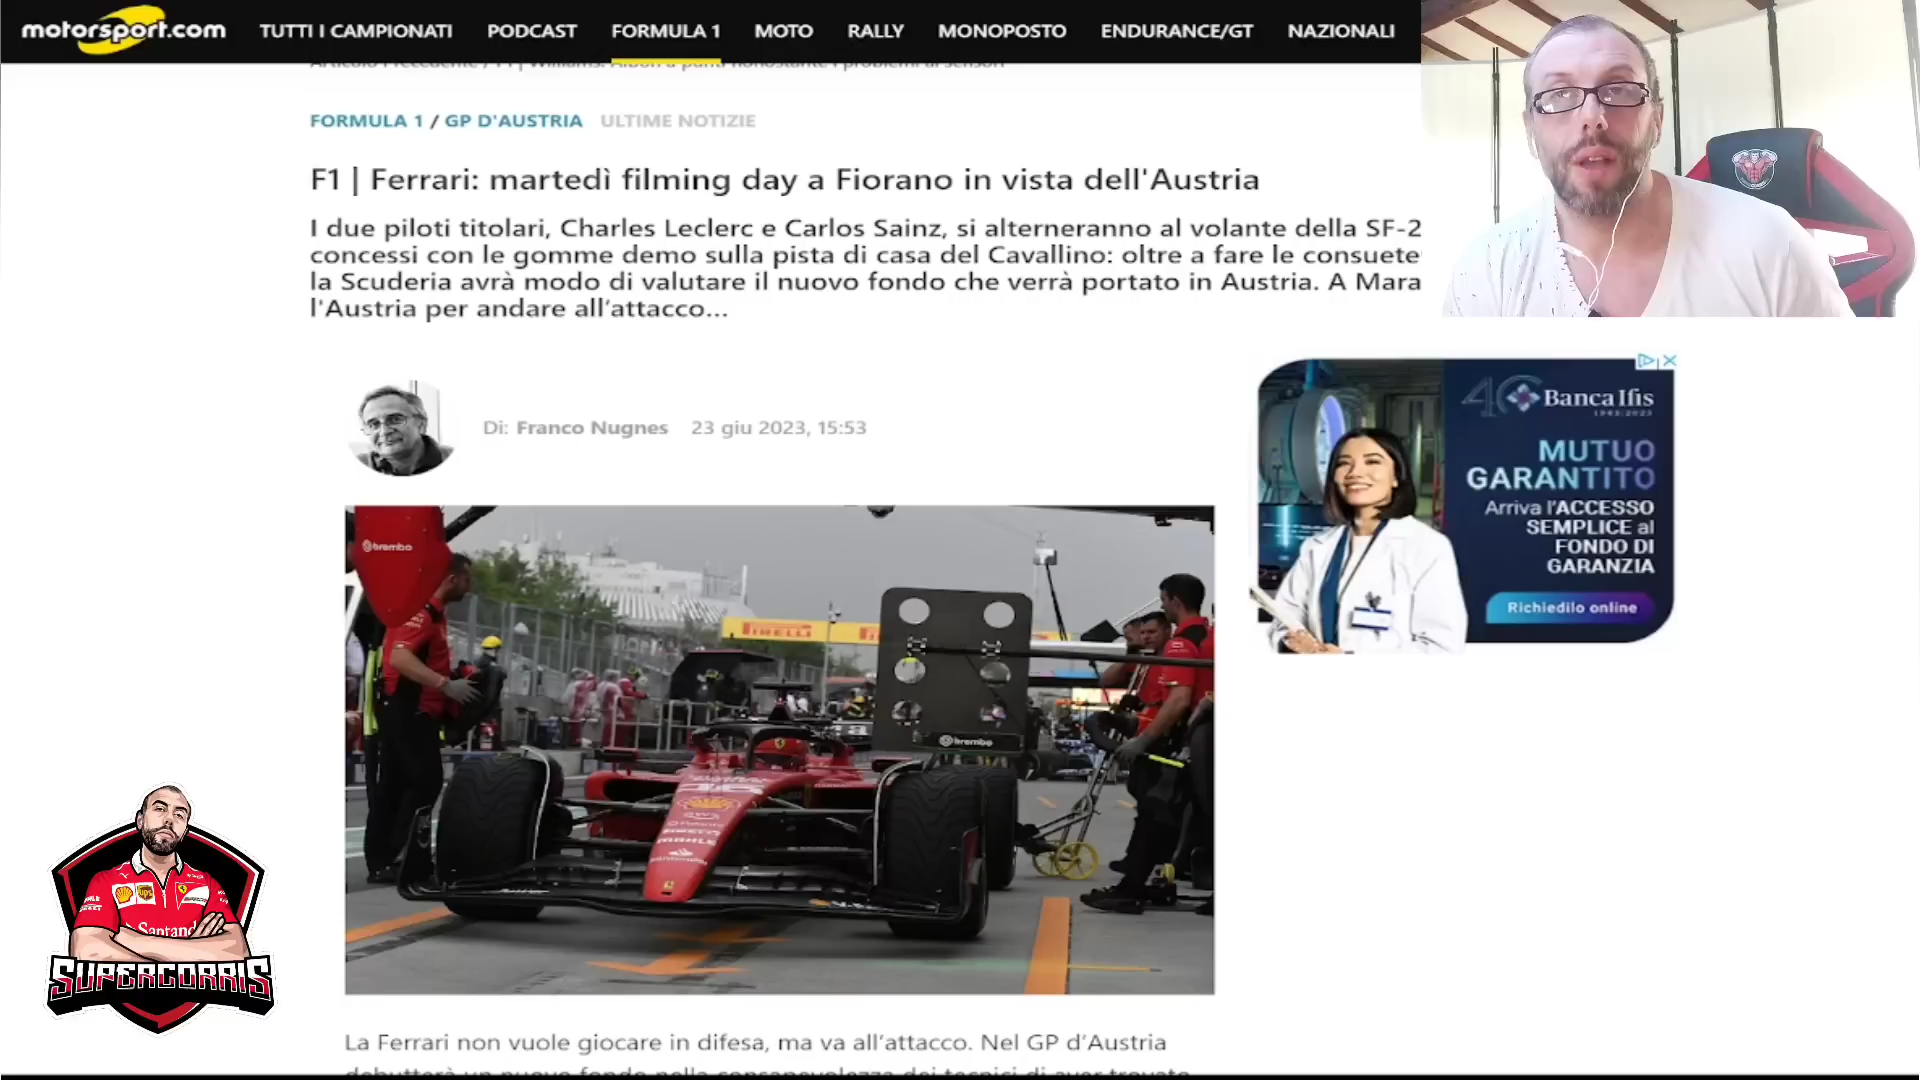 motorsport.com TUTTI I CAMPIONATI PODCAST FORMULA 1 MOTO RALLY MONOPOSTO ENDURANCE/GT NAZIONALI
FORMULA 1 / GP D'AUSTRIA ULTIME NOTIZIE
F1 | Ferrari: martedì filming day a Fiorano in vista dell'Austria
I due piloti titolari, Charles Leclerc e Carlos Sainz, si alterneranno al volante della SF-2
concessi con le gomme demo sulla pista di casa del Cavallino: oltre a fare le consuete
la Scuderia avrà modo di valutare il nuovo fondo che verrà portato in Austria. A Mara
l'Austria per andare all’attacco...
Di: Franco Nugnes 23 giu 2023, 15:53
40 Banca Ifis
1983|2023
MUTUO
GARANTITO
Arriva l'ACCESSO
SEMPLICE al
FONDO DI
GARANZIA
Richiedilo online
brembo
PIRELLI
brembo
Santand
SUPERCORRIS
La Ferrari non vuole giocare in difesa, ma va all’attacco. Nel GP d’Austria